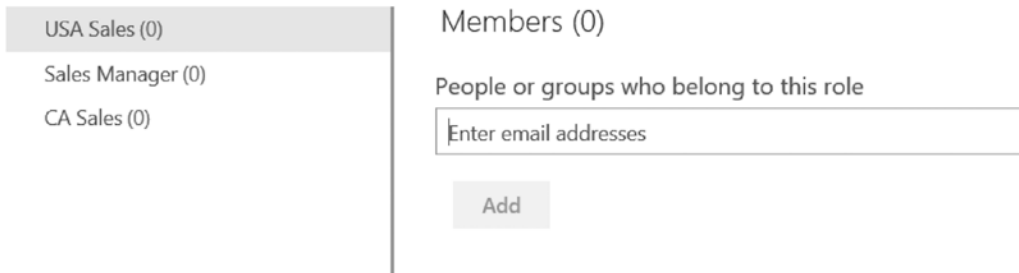 USA Sales (0)
Sales Manager (0)
CA Sales (0)
Members (0)
People or groups who belong to this role
Enter email addresses
Add